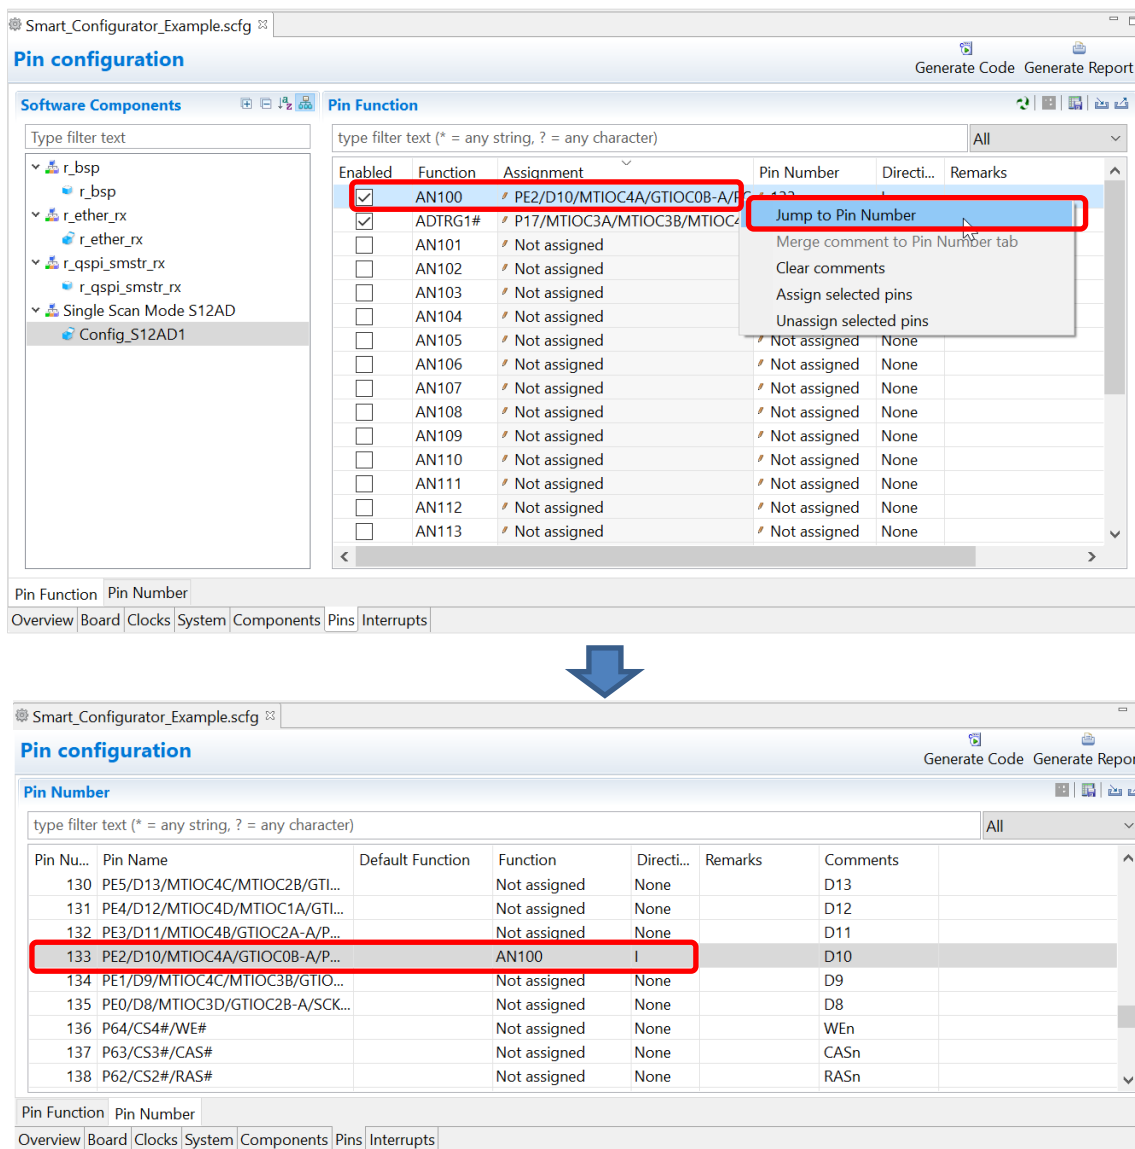 Smart_Configurator_Example.scfg
Pin configuration
Generate Code Generate Report
Software Components
Pin Function
Type filter text
type filter text (* = any string, ? = any character)
All
r_bsp
r_bsp
r_ether_rx
r_ether_rx
r_qspi_smstr_rx
r_qspi_smstr_rx
Single Scan Mode S12AD
Config_S12AD1
Enabled Function Assignment Pin Number Directi... Remarks
AN100 PE2/D10/MTIOC4A/GTIOC0B-A/
ADTRG1# P17/MTIOC3A/MTIOC3B/MTIOC4
AN101 Not assigned
AN102 Not assigned
AN103 Not assigned
AN104 Not assigned
AN105 Not assigned Not assigned None
AN106 Not assigned Not assigned None
AN107 Not assigned Not assigned None
AN108 Not assigned Not assigned None
AN109 Not assigned Not assigned None
AN110 Not assigned Not assigned None
AN111 Not assigned Not assigned None
AN112 Not assigned Not assigned None
AN113 Not assigned Not assigned None
Jump to Pin Number
Merge comment to Pin Number tab
Clear comments
Assign selected pins
Unassign selected pins
Pin Function Pin Number
Overview Board Clocks System Components Pins Interrupts
Smart_Configurator_Example.scfg
Pin configuration
Generate Code Generate Repor
Pin Number
type filter text (* = any string, ? = any character)
All
Pin Nu... Pin Name Default Function Function Directi... Remarks Comments
130 PE5/D13/MTIOC4C/MTIOC2B/GTI... Not assigned None D13
131 PE4/D12/MTIOC4D/MTIOC1A/GTI... Not assigned None D12
132 PE3/D11/MTIOC4B/GTIOC2A-A/P... Not assigned None D11
133 PE2/D10/MTIOC4A/GTIOC0B-A/P... AN100 I D10
134 PE1/D9/MTIOC4C/MTIOC3B/GTIO... Not assigned None D9
135 PE0/D8/MTIOC3D/GTIOC2B-A/SCK... Not assigned None D8
136 P64/CS4#/WE# Not assigned None WEn
137 P63/CS3#/CAS# Not assigned None CASn
138 P62/CS2#/RAS# Not assigned None RASn
Pin Function Pin Number
Overview Board Clocks System Components Pins Interrupts